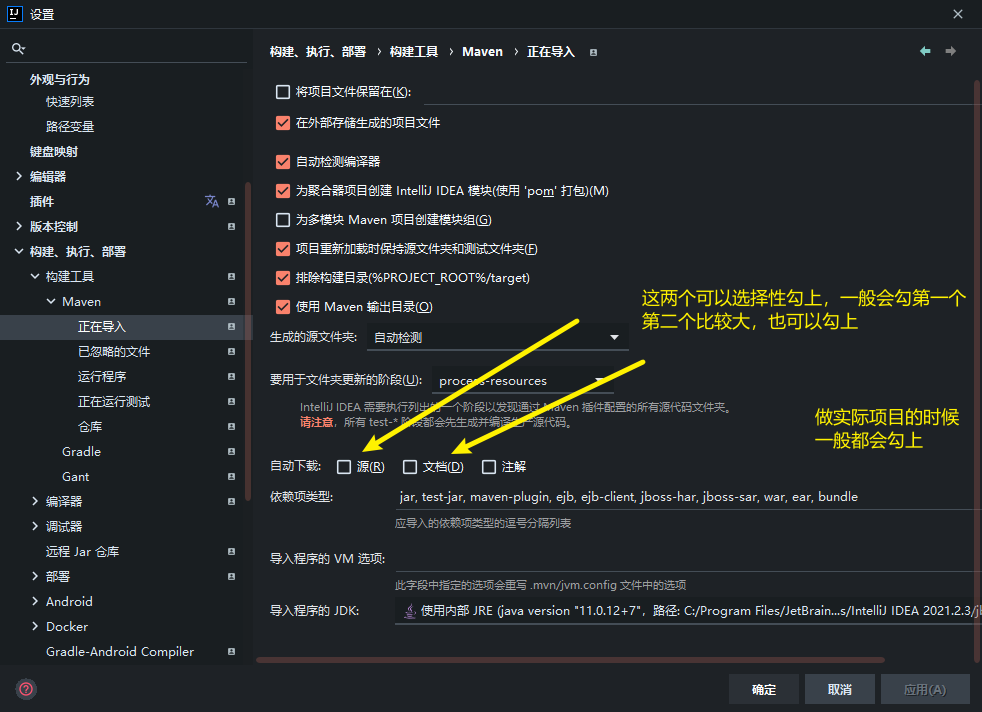 设置
外观与行为
快速列表
路径变量
键盘映射
编辑器
插件
版本控制
构建、执行、部署
构建工具
Maven
正在导入
已忽略的文件
运行程序
正在运行测试
仓库
Gradle
Gant
编译器
调试器
远程 Jar 仓库
部署
Android
Docker
Gradle-Android Compiler
构建、执行、部署 › 构建工具 › Maven › 正在导入
将项目文件保留在(K):
在外部存储生成的项目文件
自动检测编译器
为聚合器项目创建 IntelliJ IDEA 模块(使用 'pom' 打包)(M)
为多模块 Maven 项目创建模块组(G)
项目重新加载时保持源文件夹和测试文件夹(F)
排除构建目录(%PROJECT_ROOT%/target)
使用 Maven 输出目录(O)
这两个可以选择性勾上，一般会勾第一个
第二个比较大，也可以勾上
生成的源文件夹: 自动检测
要用于文件夹更新的阶段(U): process-resources
IntelliJ IDEA 需要执行列出的一个阶段以发现通过 Maven 插件配置的所有源代码文件夹。
请注意，所有 test-* 阶段都会先生成并编译生产源代码。
做实际项目的时候
一般都会勾上
自动下载: 源(R) 文档(D) 注解
依赖项类型: jar, test-jar, maven-plugin, ejb, ejb-client, jboss-har, jboss-sar, war, ear, bundle
应导入的依赖项类型的逗号分隔列表
导入程序的 VM 选项:
此字段中指定的选项会重写 .mvn/jvm.config 文件中的选项
导入程序的 JDK: 使用内部 JRE (java version "11.0.12+7", 路径: C:/Program Files/JetBrain...s/IntelliJ IDEA 2021.2.3/jb
确定 取消 应用(A)